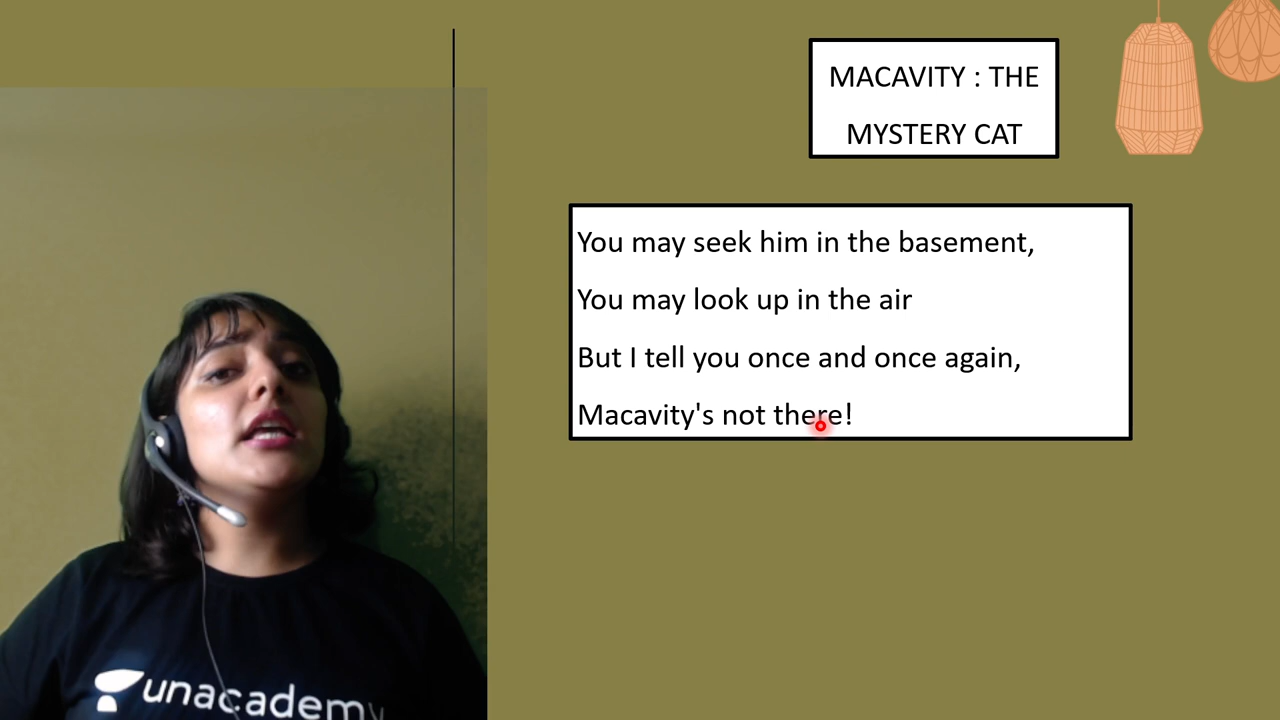 MACAVITY : THE
MYSTERY CAT
You may seek him in the basement,
You may look up in the air
But I tell you once and once again,
Macavity's not there!
unacademy